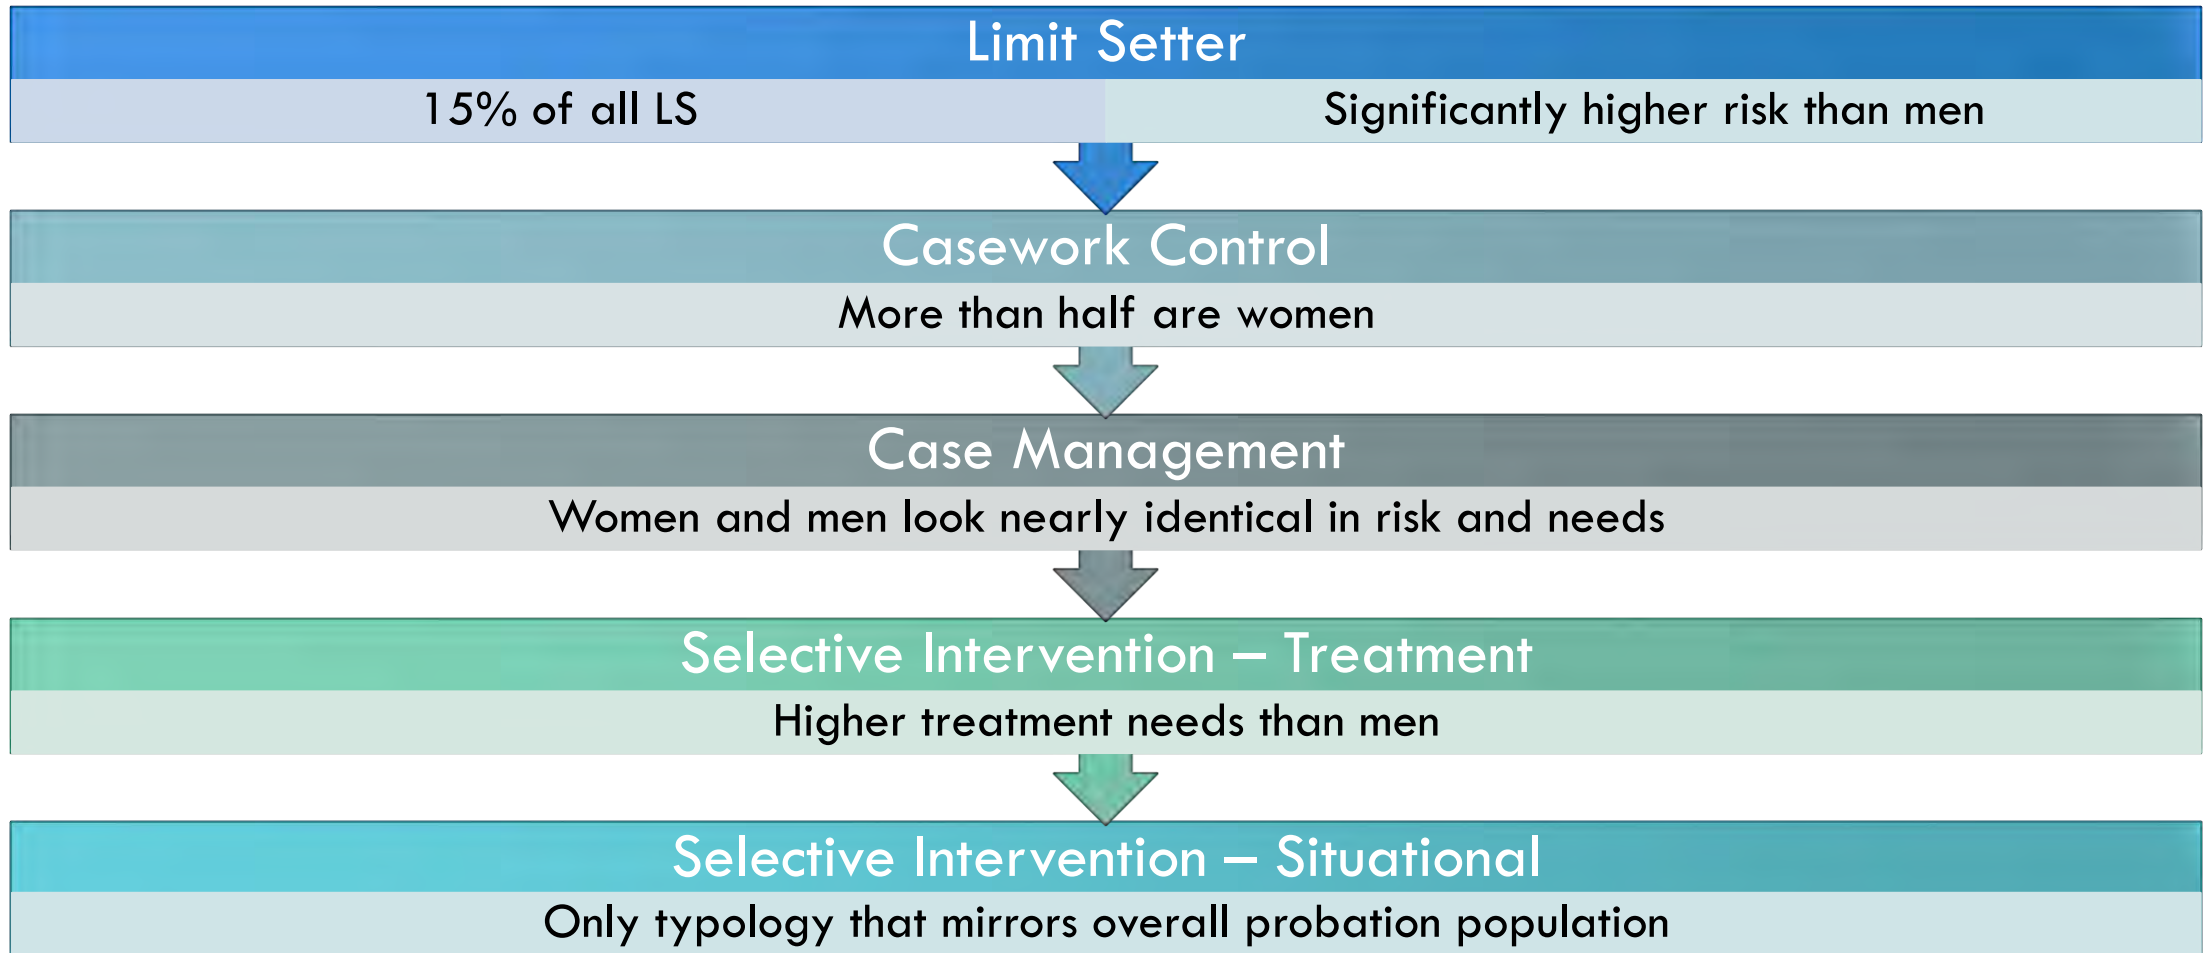 Limit Setter
15% of all LS
Significantly higher risk than men
Casework Control
More than half are women
Case Management
Women and men look nearly identical in risk and needs
Selective Intervention – Treatment
Higher treatment needs than men
Selective Intervention – Situational
Only typology that mirrors overall probation population